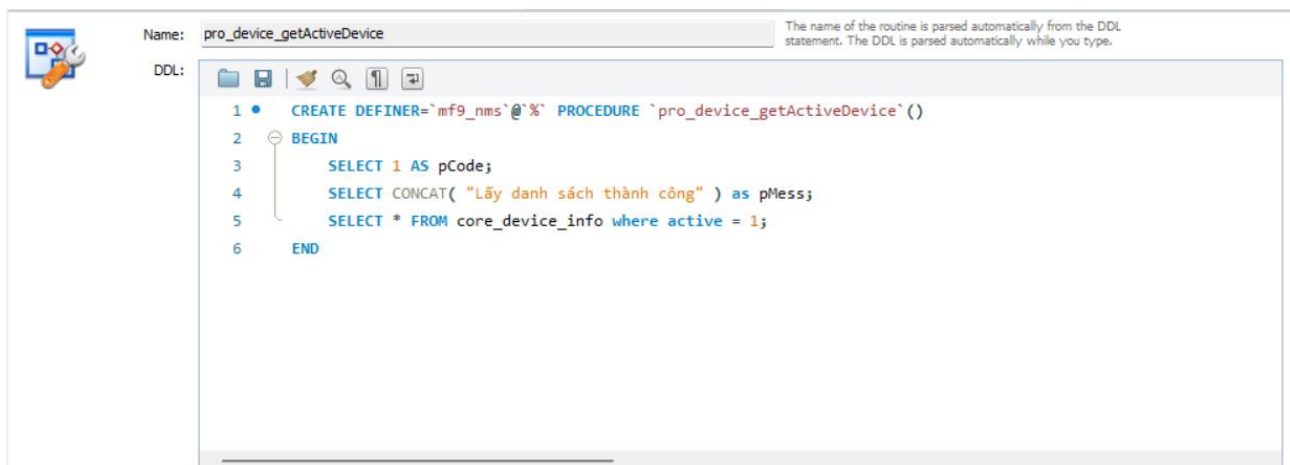 Name:
pro_device_getActiveDevice
The name of the routine is parsed automatically from the DDL
statement. The DDL is parsed automatically while you type.
DDL:
1 CREATE DEFINER=`mf9_nms`@`%` PROCEDURE `pro_device_getActiveDevice`()
2 BEGIN
3 SELECT 1 AS pCode;
4 SELECT CONCAT( "Lấy danh sách thành công" ) as pMess;
5 SELECT * FROM core_device_info where active = 1;
6 END